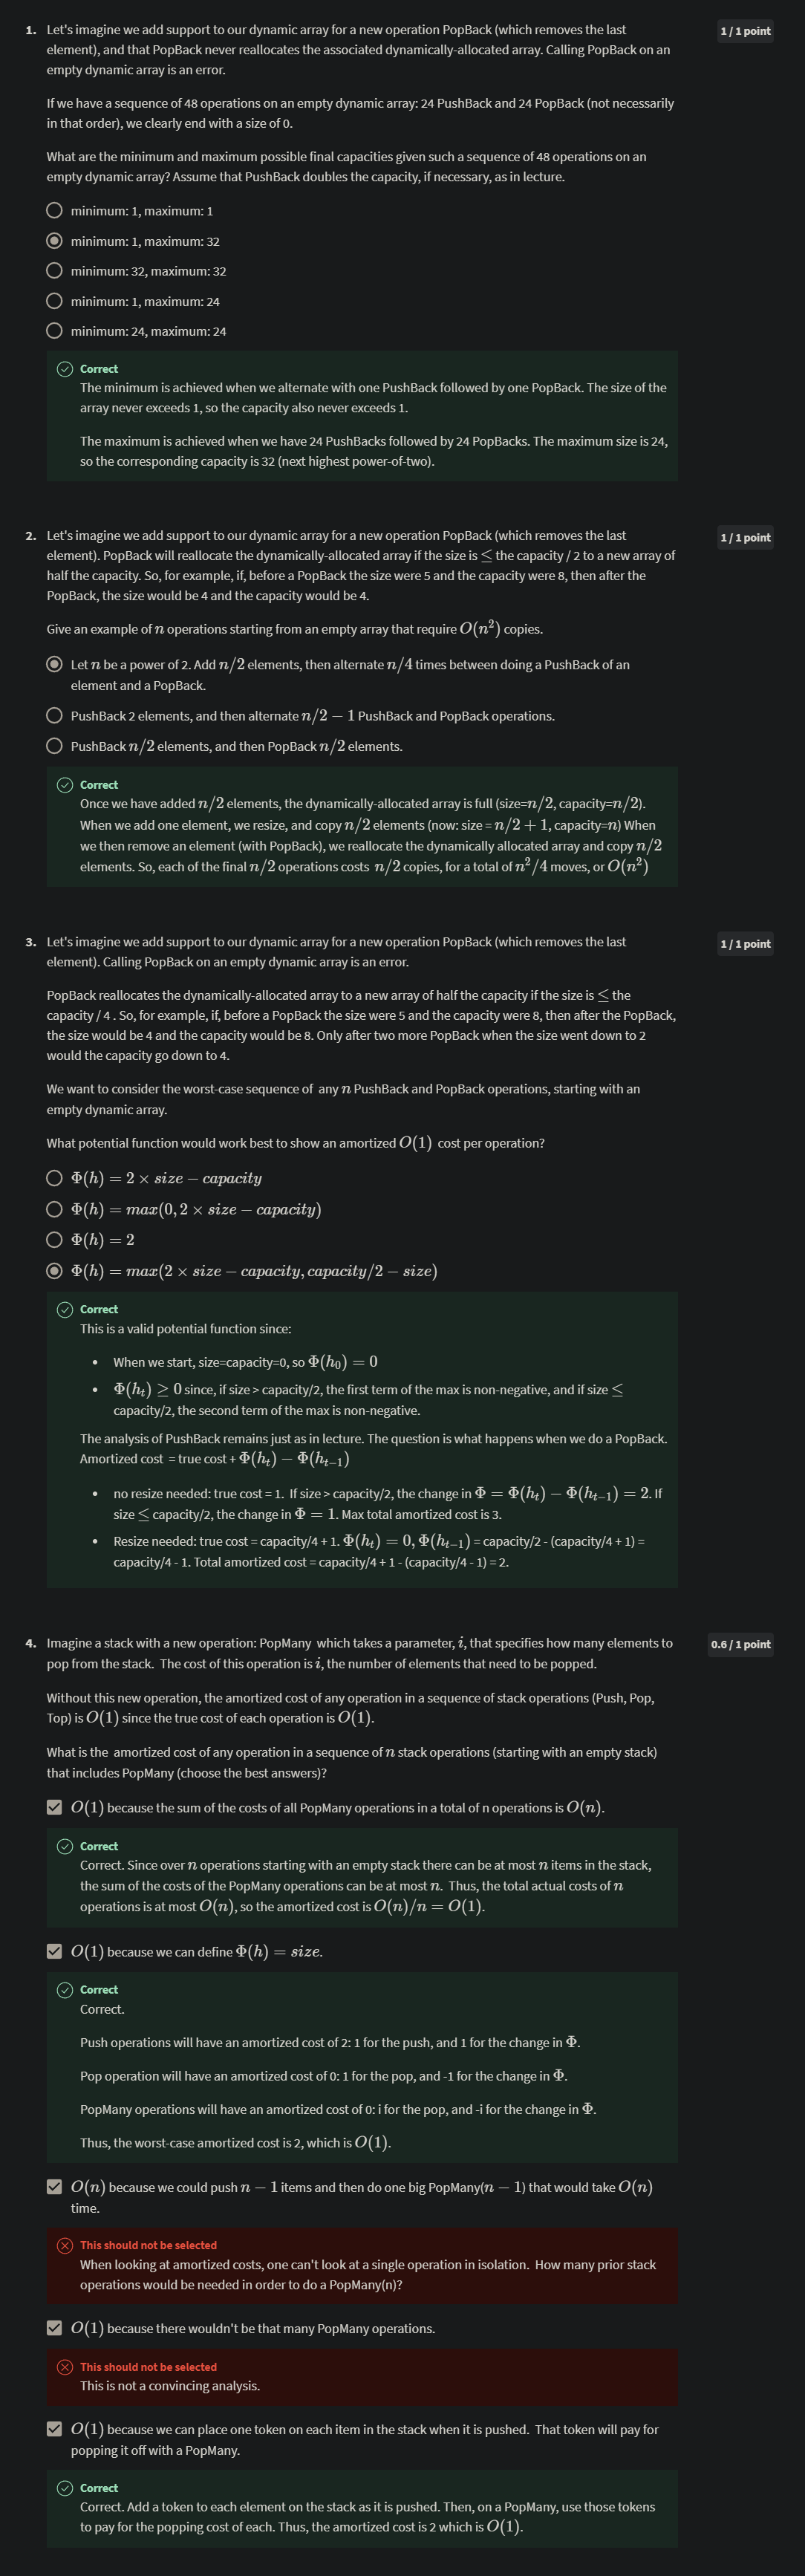 1. Let's imagine we add support to our dynamic array for a new operation PopBack (which removes the last
1 / 1 point
element), and that PopBack never reallocates the associated dynamically-allocated array. Calling PopBack on an
empty dynamic array is an error.
If we have a sequence of 48 operations on an empty dynamic array: 24 PushBack and 24 PopBack (not necessarily
in that order), we clearly end with a size of 0.
What are the minimum and maximum possible final capacities given such a sequence of 48 operations on an
empty dynamic array? Assume that PushBack doubles the capacity, if necessary, as in lecture.
minimum: 1, maximum: 1
minimum: 1, maximum: 32
minimum: 32, maximum: 32
minimum: 1, maximum: 24
minimum: 24, maximum: 24
Correct
The minimum is achieved when we alternate with one PushBack followed by one PopBack. The size of the
array never exceeds 1, so the capacity also never exceeds 1.
The maximum is achieved when we have 24 PushBacks followed by 24 PopBacks. The maximum size is 24,
so the corresponding capacity is 32 (next highest power-of-two).
2. Let's imagine we add support to our dynamic array for a new operation PopBack (which removes the last
1 / 1 point
element). PopBack will reallocate the dynamically-allocated array if the size is ≤ the capacity / 2 to a new array of
half the capacity. So, for example, if, before a PopBack the size were 5 and the capacity were 8, then after the
PopBack, the size would be 4 and the capacity would be 4.
Give an example of n operations starting from an empty array that require O(n²) copies.
Let n be a power of 2. Add n/2 elements, then alternate n/4 times between doing a PushBack of an
element and a PopBack.
PushBack 2 elements, and then alternate n/2 − 1 PushBack and PopBack operations.
PushBack n/2 elements, and then PopBack n/2 elements.
Correct
Once we have added n/2 elements, the dynamically-allocated array is full (size=n/2, capacity=n/2).
When we add one element, we resize, and copy n/2 elements (now: size = n/2 + 1, capacity=n) When
we then remove an element (with PopBack), we reallocate the dynamically allocated array and copy n/2
elements. So, each of the final n/2 operations costs n/2 copies, for a total of n²/4 moves, or O(n²)
3. Let's imagine we add support to our dynamic array for a new operation PopBack (which removes the last
1 / 1 point
element). Calling PopBack on an empty dynamic array is an error.
PopBack reallocates the dynamically-allocated array to a new array of half the capacity if the size is ≤ the
capacity / 4 . So, for example, if, before a PopBack the size were 5 and the capacity were 8, then after the PopBack,
the size would be 4 and the capacity would be 8. Only after two more PopBack when the size went down to 2
would the capacity go down to 4.
We want to consider the worst-case sequence of any n PushBack and PopBack operations, starting with an
empty dynamic array.
What potential function would work best to show an amortized O(1) cost per operation?
Φ(h) = 2 × size − capacity
Φ(h) = max(0, 2 × size − capacity)
Φ(h) = 2
Φ(h) = max(2 × size − capacity, capacity/2 − size)
Correct
This is a valid potential function since:
• When we start, size=capacity=0, so Φ(h₀) = 0
• Φ(hₜ) ≥ 0 since, if size > capacity/2, the first term of the max is non-negative, and if size ≤
capacity/2, the second term of the max is non-negative.
The analysis of PushBack remains just as in lecture. The question is what happens when we do a PopBack.
Amortized cost = true cost + Φ(hₜ) − Φ(hₜ₋₁)
• no resize needed: true cost = 1. If size > capacity/2, the change in Φ = Φ(hₜ) − Φ(hₜ₋₁) = 2. If
size ≤ capacity/2, the change in Φ = 1. Max total amortized cost is 3.
• Resize needed: true cost = capacity/4 + 1. Φ(hₜ) = 0, Φ(hₜ₋₁) = capacity/2 - (capacity/4 + 1) =
capacity/4 - 1. Total amortized cost = capacity/4 + 1 - (capacity/4 - 1) = 2.
4. Imagine a stack with a new operation: PopMany which takes a parameter, i, that specifies how many elements to
0.6 / 1 point
pop from the stack. The cost of this operation is i, the number of elements that need to be popped.
Without this new operation, the amortized cost of any operation in a sequence of stack operations (Push, Pop,
Top) is O(1) since the true cost of each operation is O(1).
What is the amortized cost of any operation in a sequence of n stack operations (starting with an empty stack)
that includes PopMany (choose the best answers)?
O(1) because the sum of the costs of all PopMany operations in a total of n operations is O(n).
Correct
Correct. Since over n operations starting with an empty stack there can be at most n items in the stack,
the sum of the costs of the PopMany operations can be at most n. Thus, the total actual costs of n
operations is at most O(n), so the amortized cost is O(n)/n = O(1).
O(1) because we can define Φ(h) = size.
Correct
Correct.
Push operations will have an amortized cost of 2: 1 for the push, and 1 for the change in Φ.
Pop operation will have an amortized cost of 0: 1 for the pop, and -1 for the change in Φ.
PopMany operations will have an amortized cost of 0: i for the pop, and -i for the change in Φ.
Thus, the worst-case amortized cost is 2, which is O(1).
O(n) because we could push n − 1 items and then do one big PopMany(n − 1) that would take O(n)
time.
This should not be selected
When looking at amortized costs, one can't look at a single operation in isolation. How many prior stack
operations would be needed in order to do a PopMany(n)?
O(1) because there wouldn't be that many PopMany operations.
This should not be selected
This is not a convincing analysis.
O(1) because we can place one token on each item in the stack when it is pushed. That token will pay for
popping it off with a PopMany.
Correct
Correct. Add a token to each element on the stack as it is pushed. Then, on a PopMany, use those tokens
to pay for the popping cost of each. Thus, the amortized cost is 2 which is O(1).